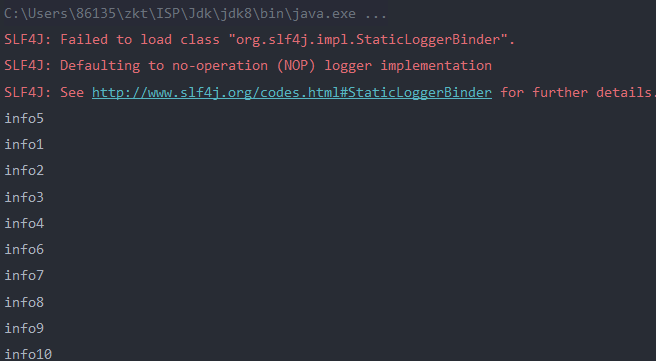 C:\Users\86135\zkt\ISP\Jdk\jdk8\bin\java.exe ...
SLF4J: Failed to load class "org.slf4j.impl.StaticLoggerBinder".
SLF4J: Defaulting to no-operation (NOP) logger implementation
SLF4J: See http://www.slf4j.org/codes.html#StaticLoggerBinder for further details.
info5
info1
info2
info3
info4
info6
info7
info8
info9
info10